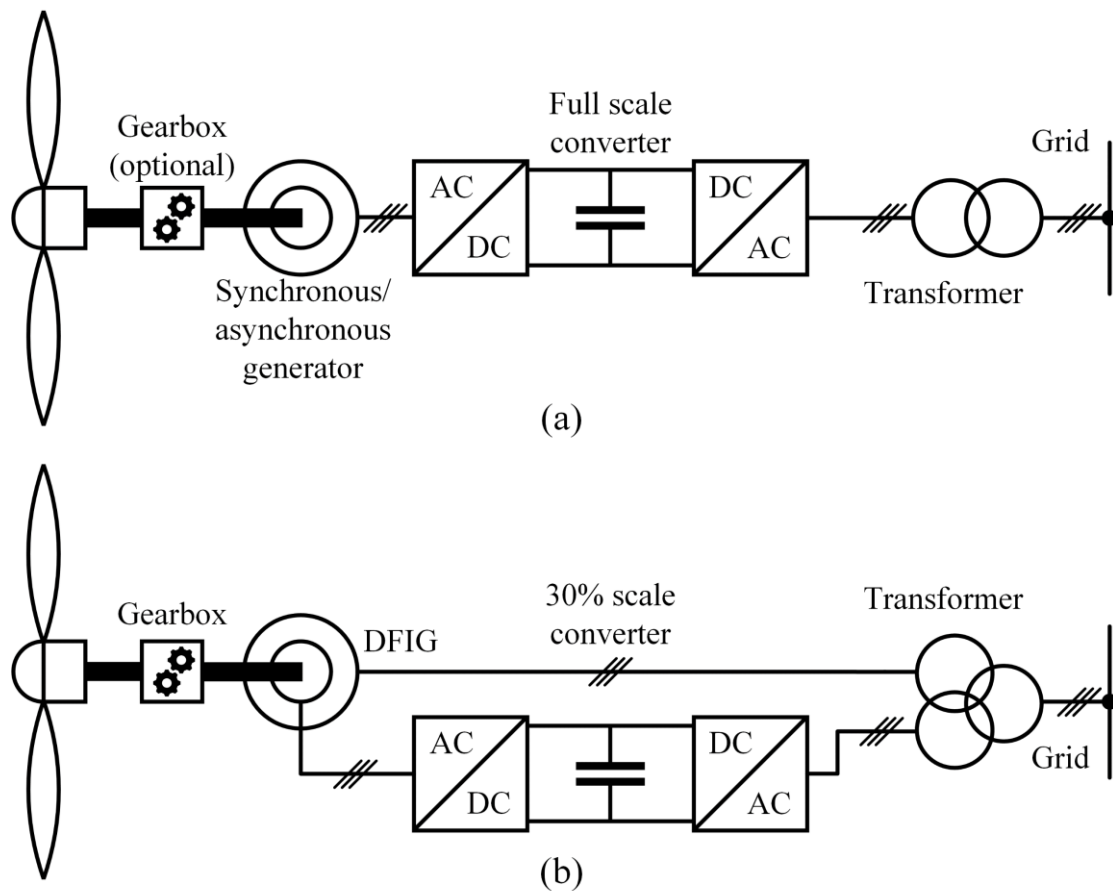 Gearbox
(optional)
Full scale
converter
Grid
AC
DC
DC
AC
Synchronous/
asynchronous
generator
Transformer
(a)
Gearbox
DFIG
30% scale
converter
Transformer
AC
DC
DC
AC
Grid
(b)